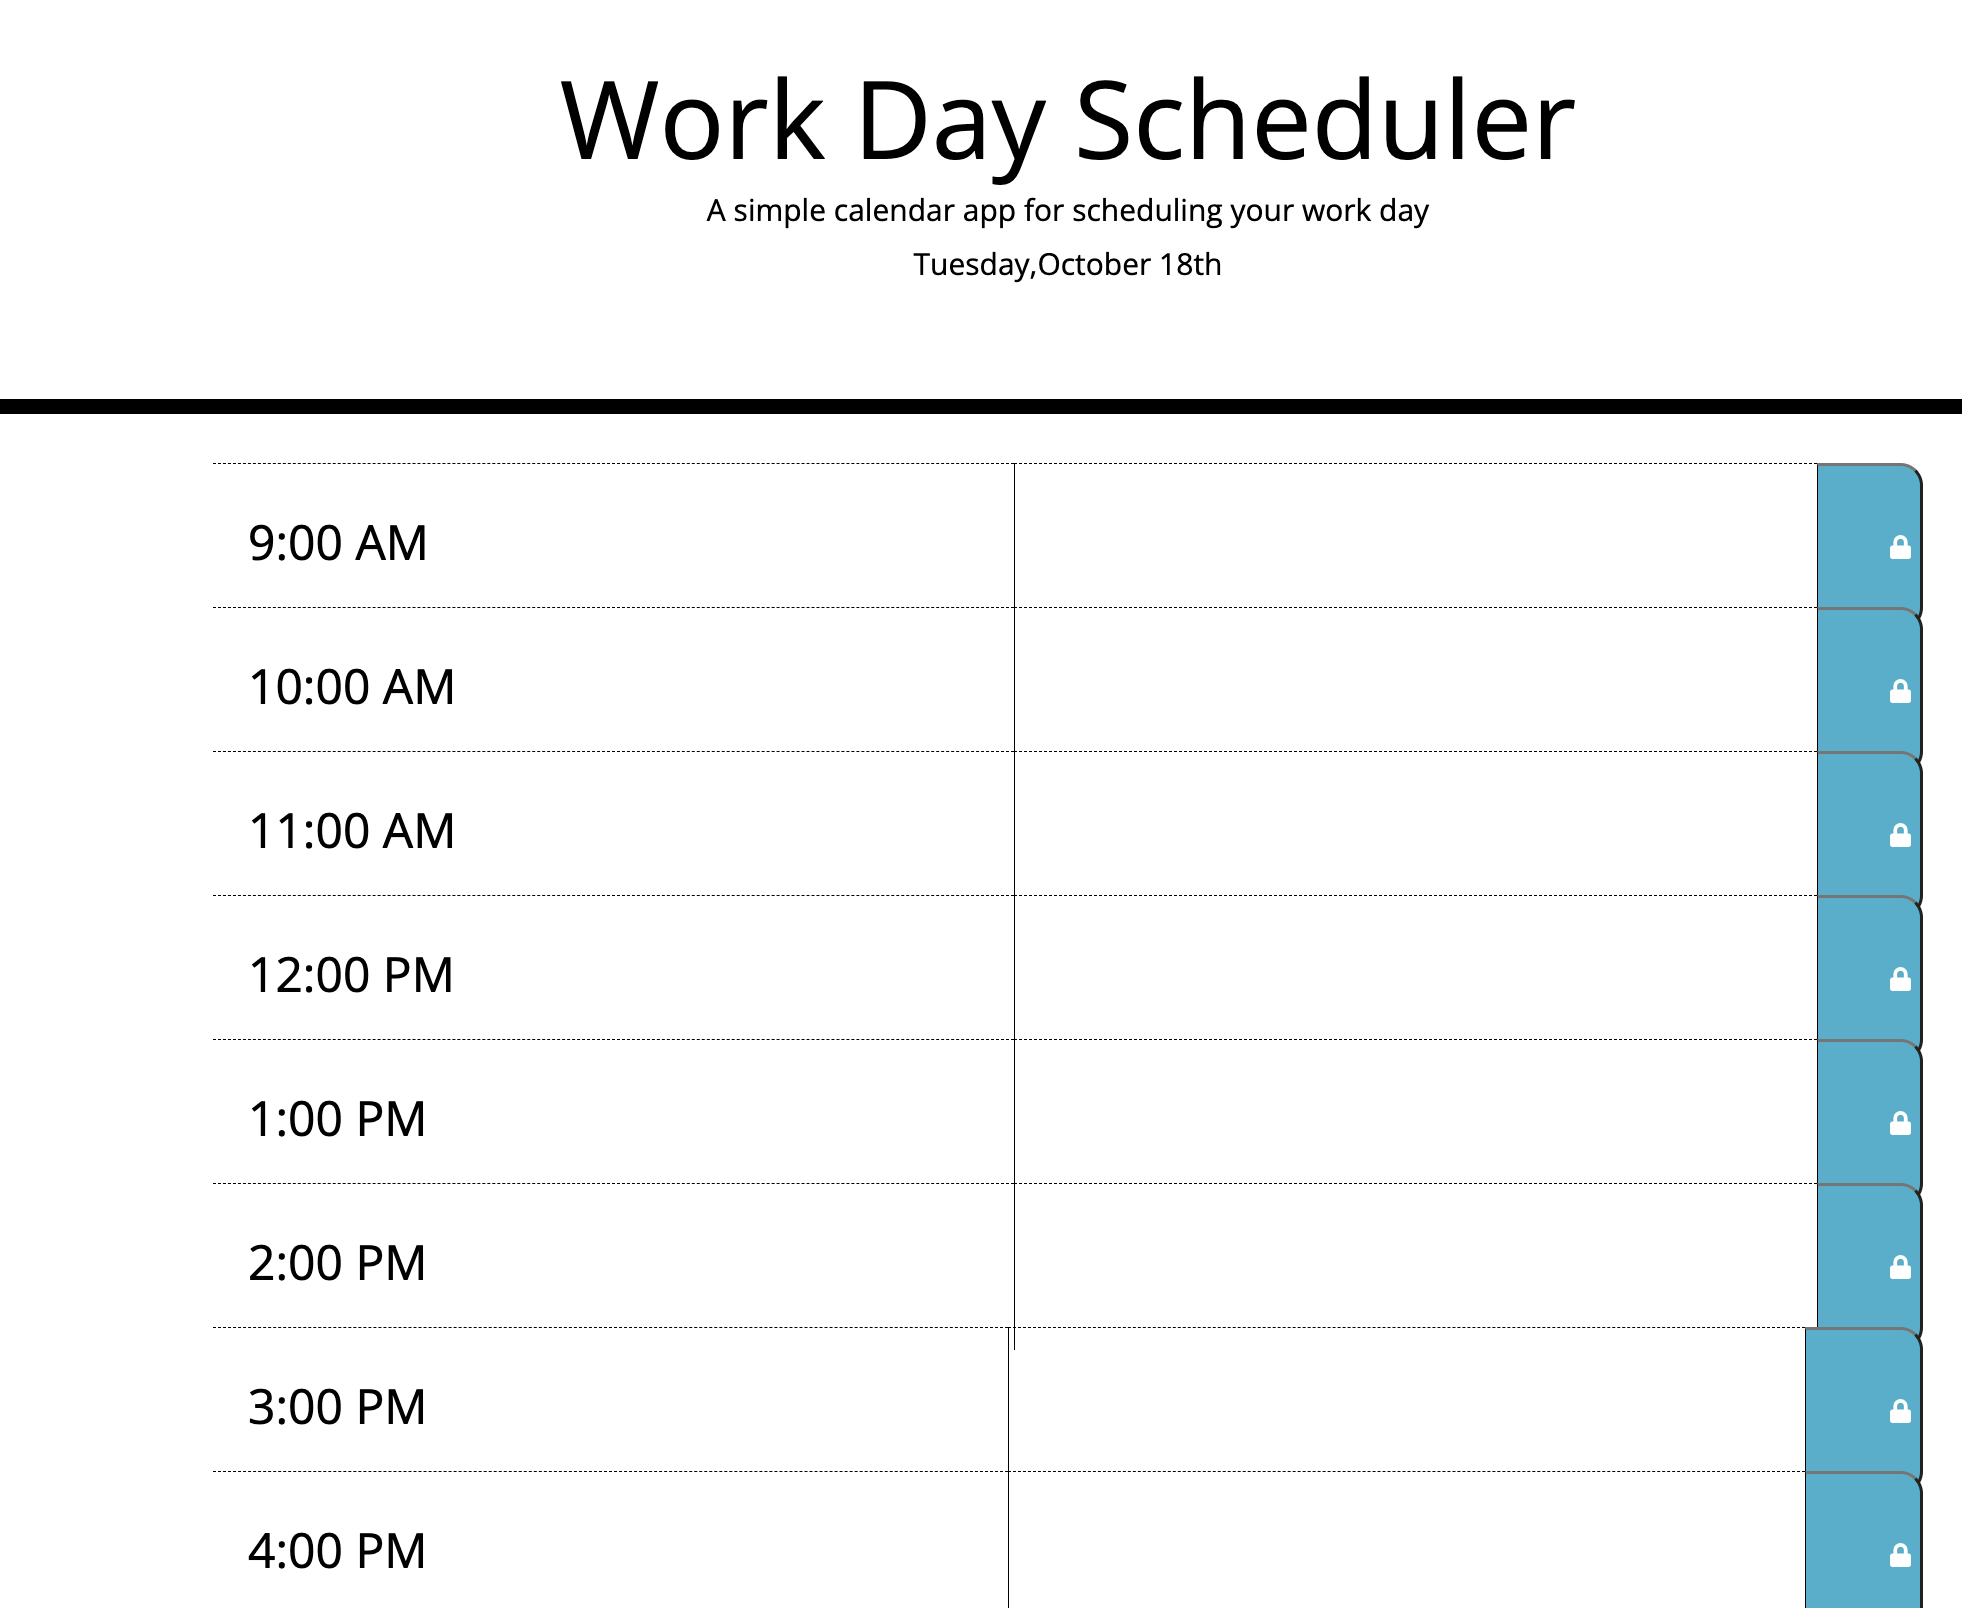 Work Day Scheduler
A simple calendar app for scheduling your work day
Tuesday,October 18th
9:00 AM
10:00 AM
11:00 AM
12:00 PM
1:00 PM
2:00 PM
3:00 PM
4:00 PM